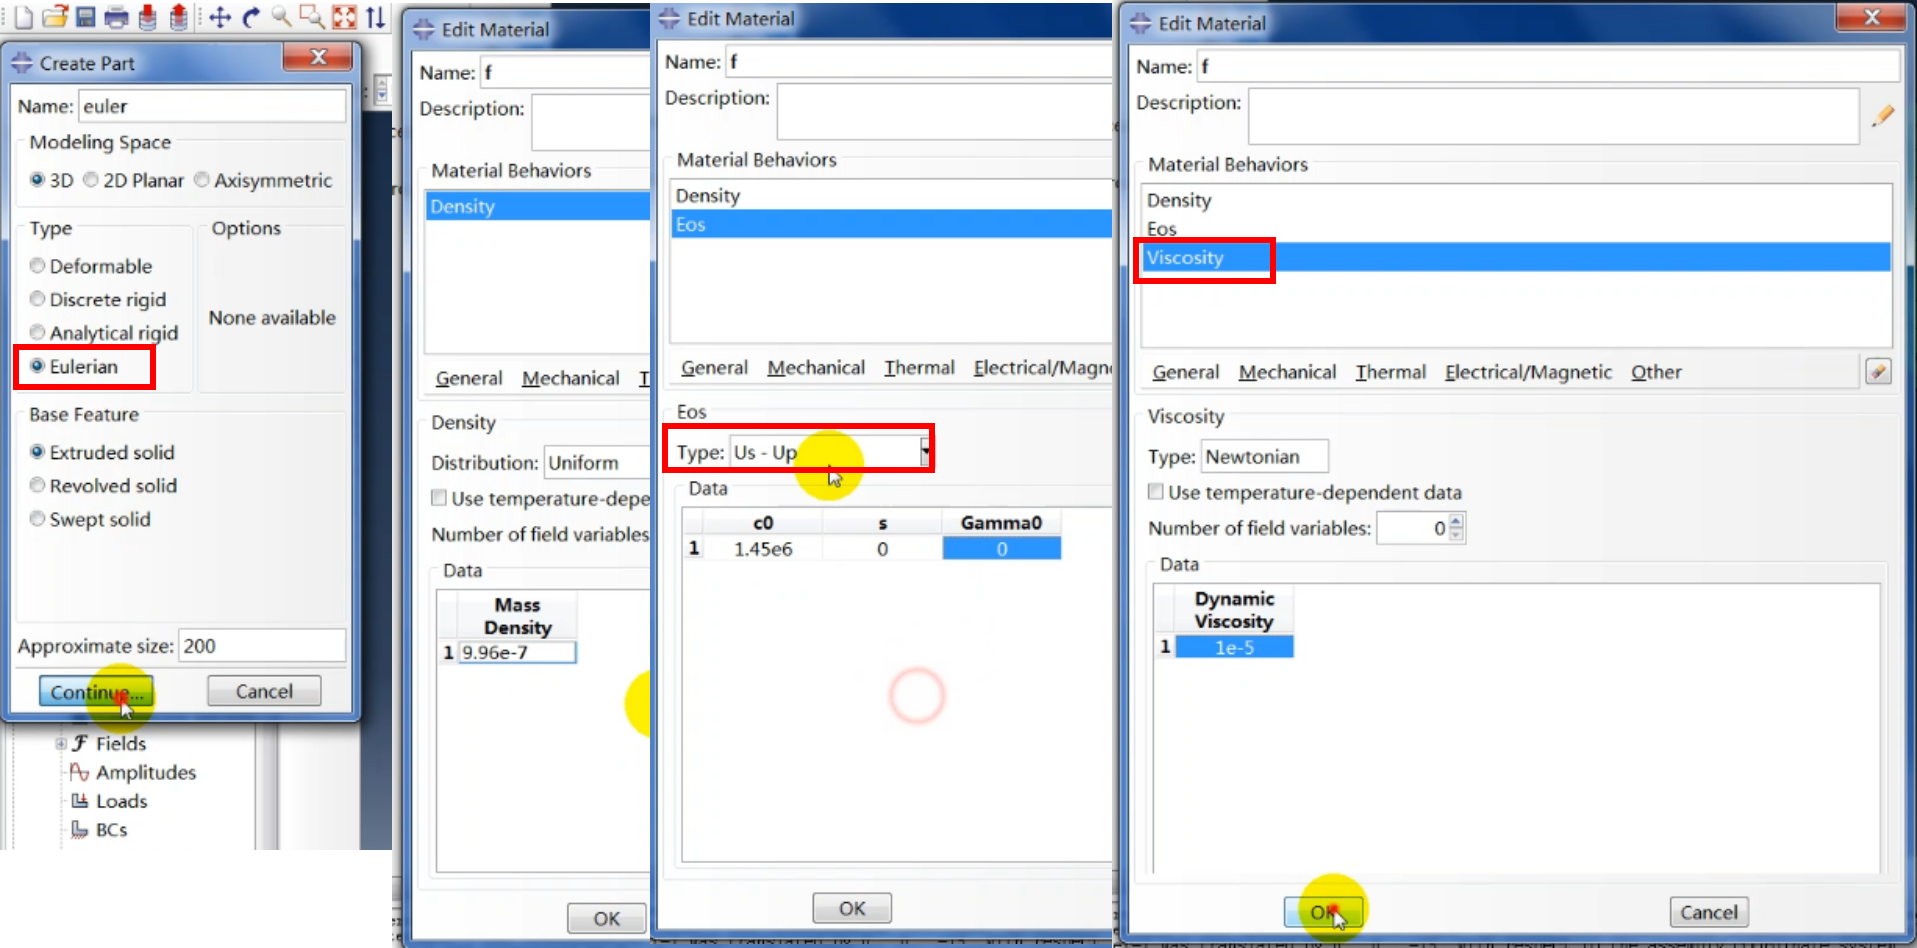 Create Part
Name: euler
Modeling Space
3D 2D Planar Axisymmetric
Type
Deformable
Discrete rigid
Analytical rigid
Eulerian
Options
None available
Base Feature
Extruded solid
Revolved solid
Swept solid
Approximate size: 200
Continue... Cancel
Fields
Amplitudes
Loads
BCs
Edit Material
Name: f
Description:
Material Behaviors
Density
General Mechanical T
Density
Distribution: Uniform
Use temperature-depe
Number of field variables
Data
Mass
Density
1 9.96e-7
OK
Edit Material
Name: f
Description:
Material Behaviors
Density
Eos
General Mechanical Thermal Electrical/Magn
Eos
Type: Us - Up
Data
c0 s Gamma0
1 1.45e6 0 0
OK
Edit Material
Name: f
Description:
Material Behaviors
Density
Eos
Viscosity
General Mechanical Thermal Electrical/Magnetic Other
Viscosity
Type: Newtonian
Use temperature-dependent data
Number of field variables: 0
Data
Dynamic
Viscosity
1 1e-5
OK Cancel